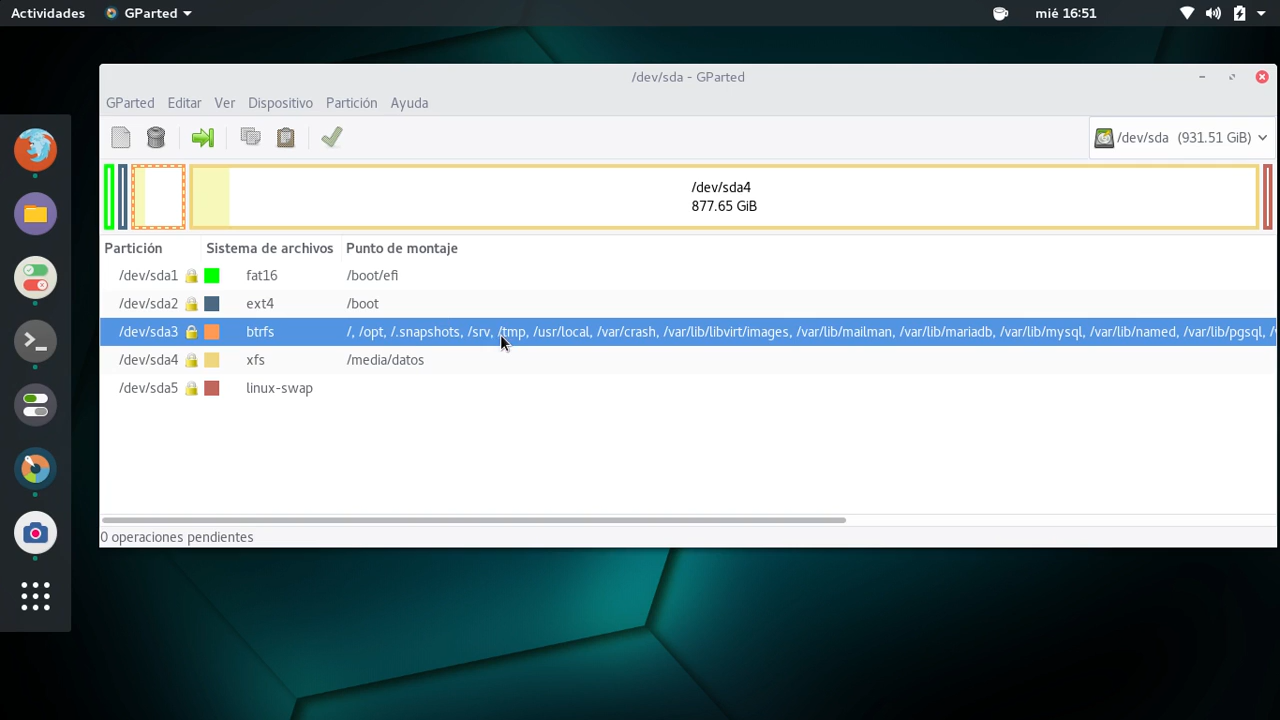 Actividades GParted mié 16:51
/dev/sda - GParted
GParted Editar Ver Dispositivo Partición Ayuda
/dev/sda (931.51 GiB)
/dev/sda4
877.65 GiB
Partición Sistema de archivos Punto de montaje
/dev/sda1 fat16 /boot/efi
/dev/sda2 ext4 /boot
/dev/sda3 btrfs /, /opt, /.snapshots, /srv, /tmp, /usr/local, /var/crash, /var/lib/libvirt/images, /var/lib/mailman, /var/lib/mariadb, /var/lib/mysql, /var/lib/named, /var/lib/pgsql,
/dev/sda4 xfs /media/datos
/dev/sda5 linux-swap
0 operaciones pendientes